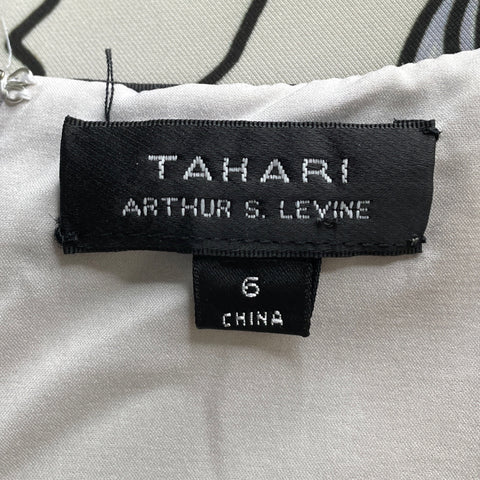 TAHARI
ARTHUR S. LEVINE
6
CHINA